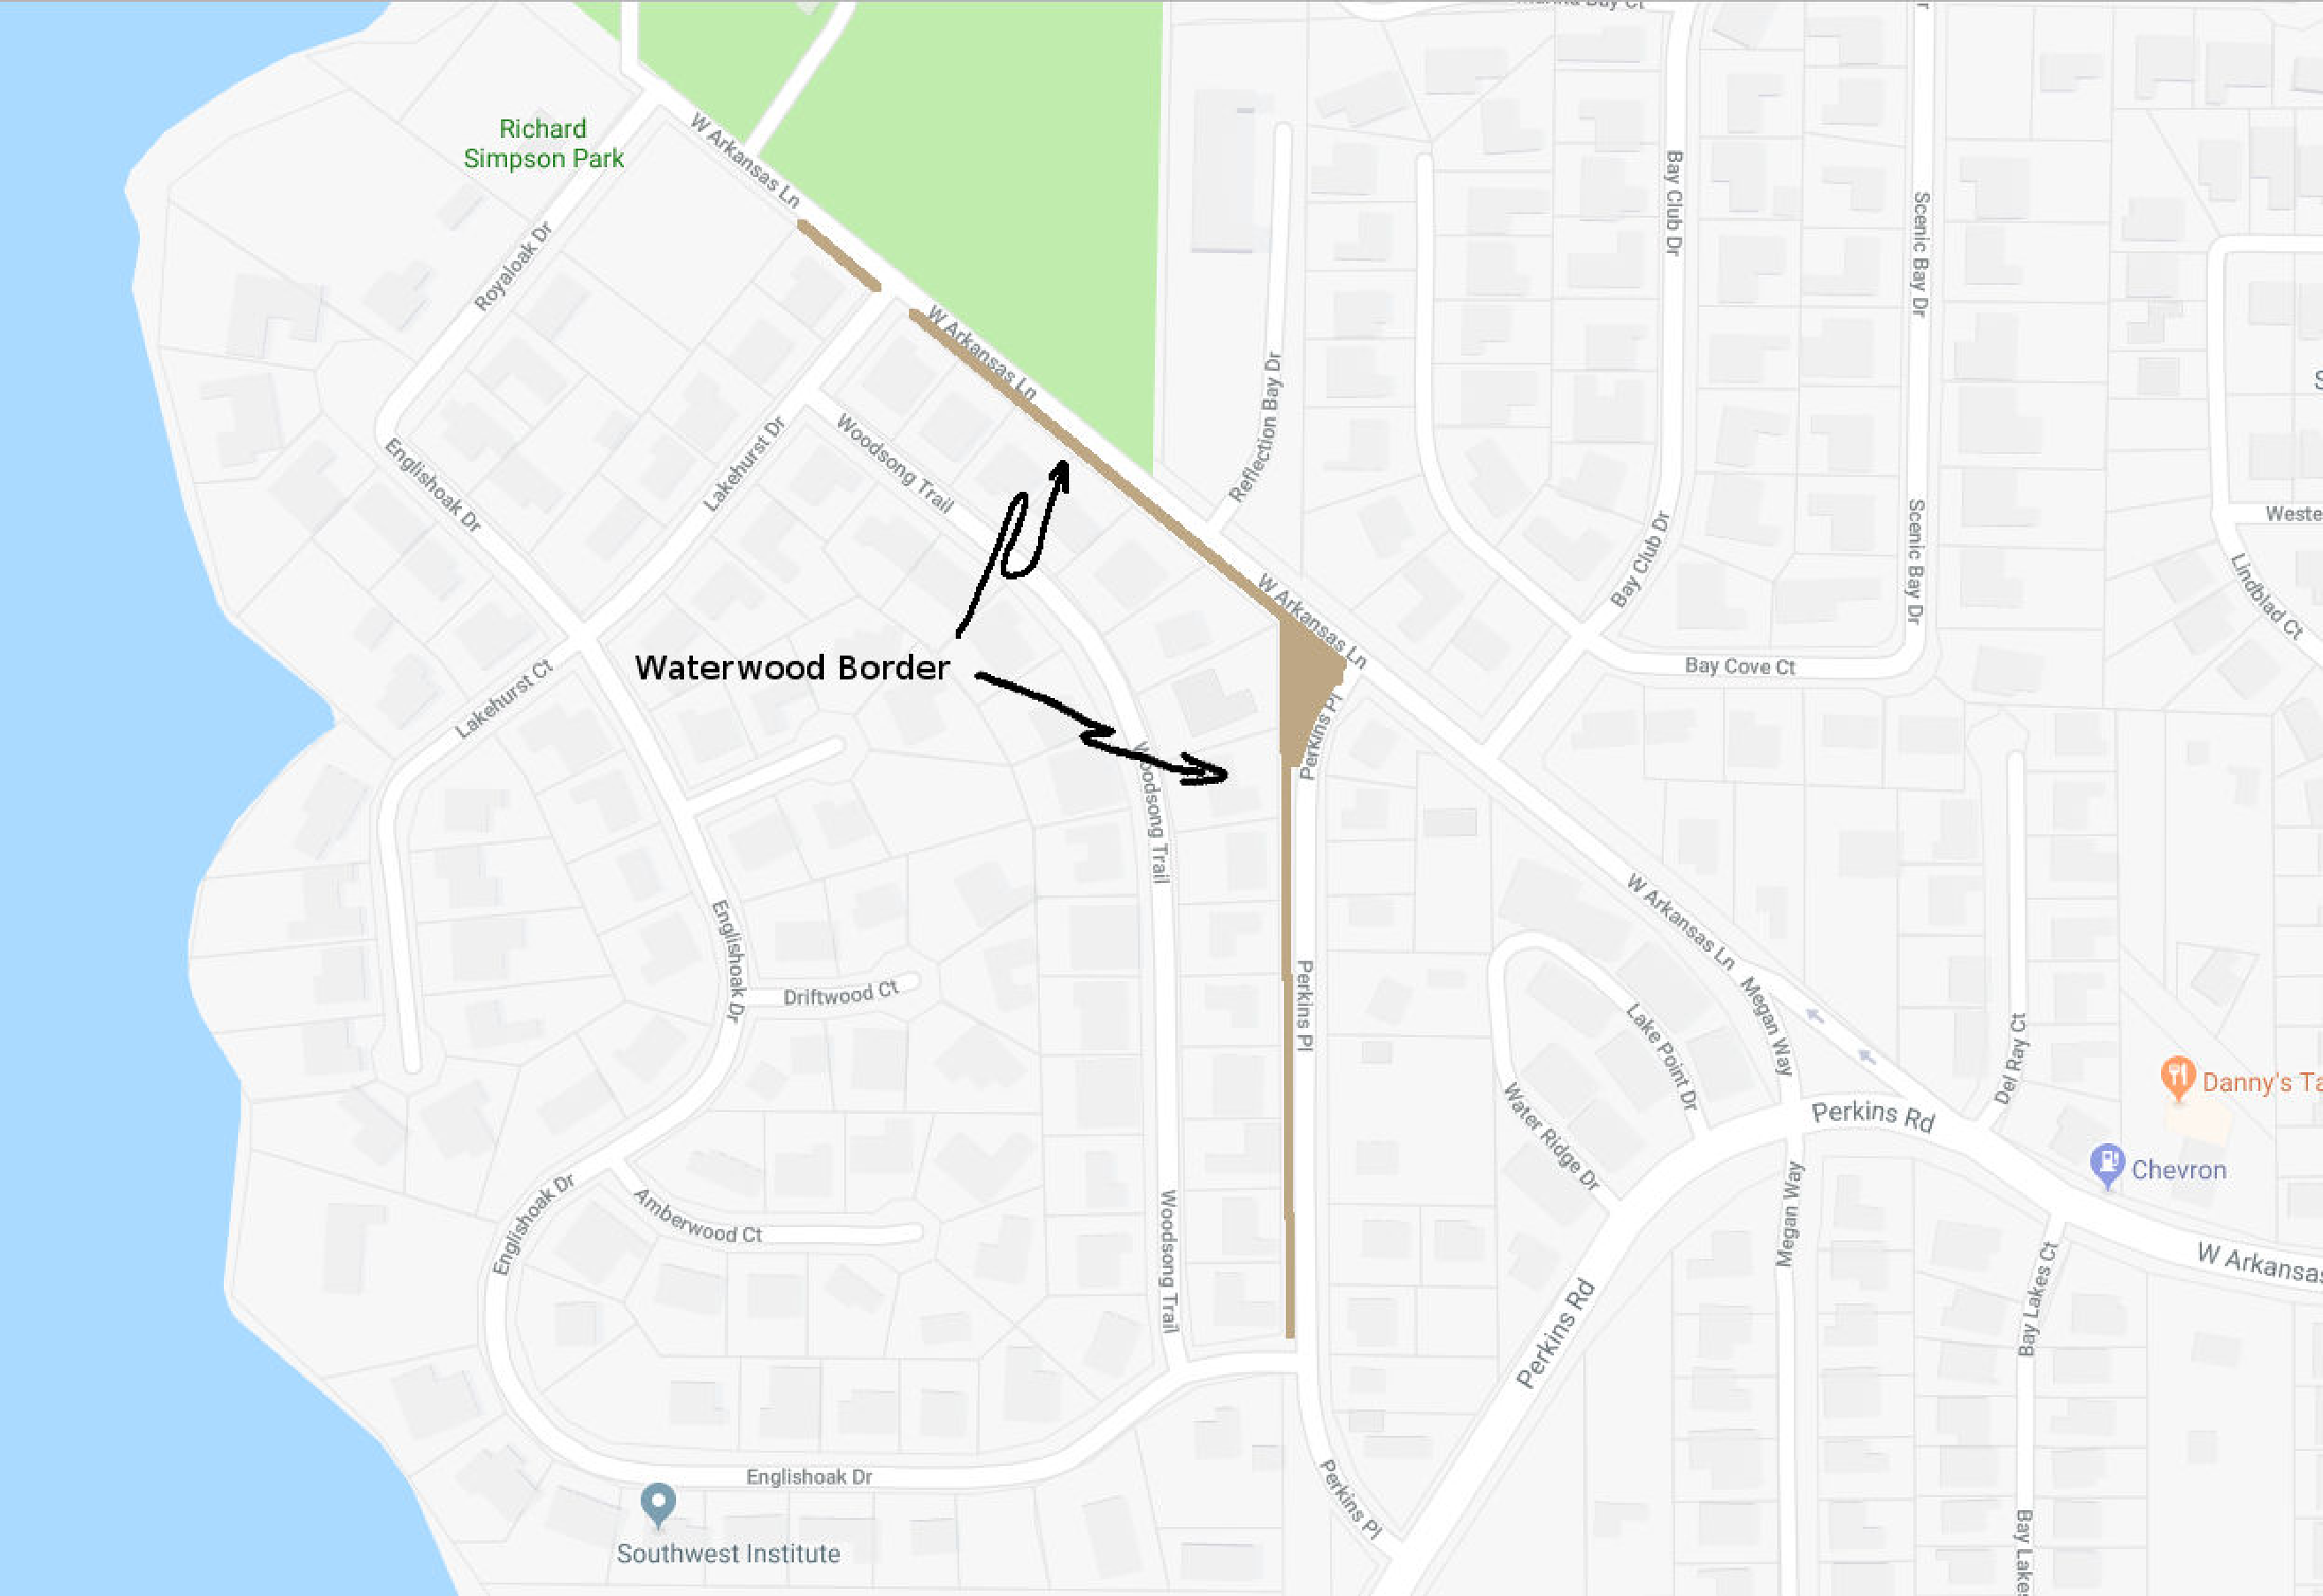 Richard
Simpson Park
W Arkansas Ln
Royaloak Dr
W Arkansas Ln
Bay Club Dr
Scenic Bay Dr
Reflection Bay Dr
Englishoak Dr
Lakehurst Dr
Woodsong Trail
Bay Club Dr
Scenic Bay Dr
Lindblad Ct
W Arkansas Ln
Waterwood Border
Bay Cove Ct
Lakehurst Ct
Perkins Pl
Woodsong Trail
W Arkansas Ln
Englishoak Dr
Driftwood Ct
Perkins Pl
Megan Way
Lake Point Dr
Del Ray Ct
Danny's Ta
Perkins Rd
Water Ridge Dr
Chevron
Englishoak Dr
Amberwood Ct
Woodsong Trail
Megan Way
Bay Lakes Ct
W Arkansas
Perkins Rd
Englishoak Dr
Perkins Pl
Southwest Institute
Bay Lakes